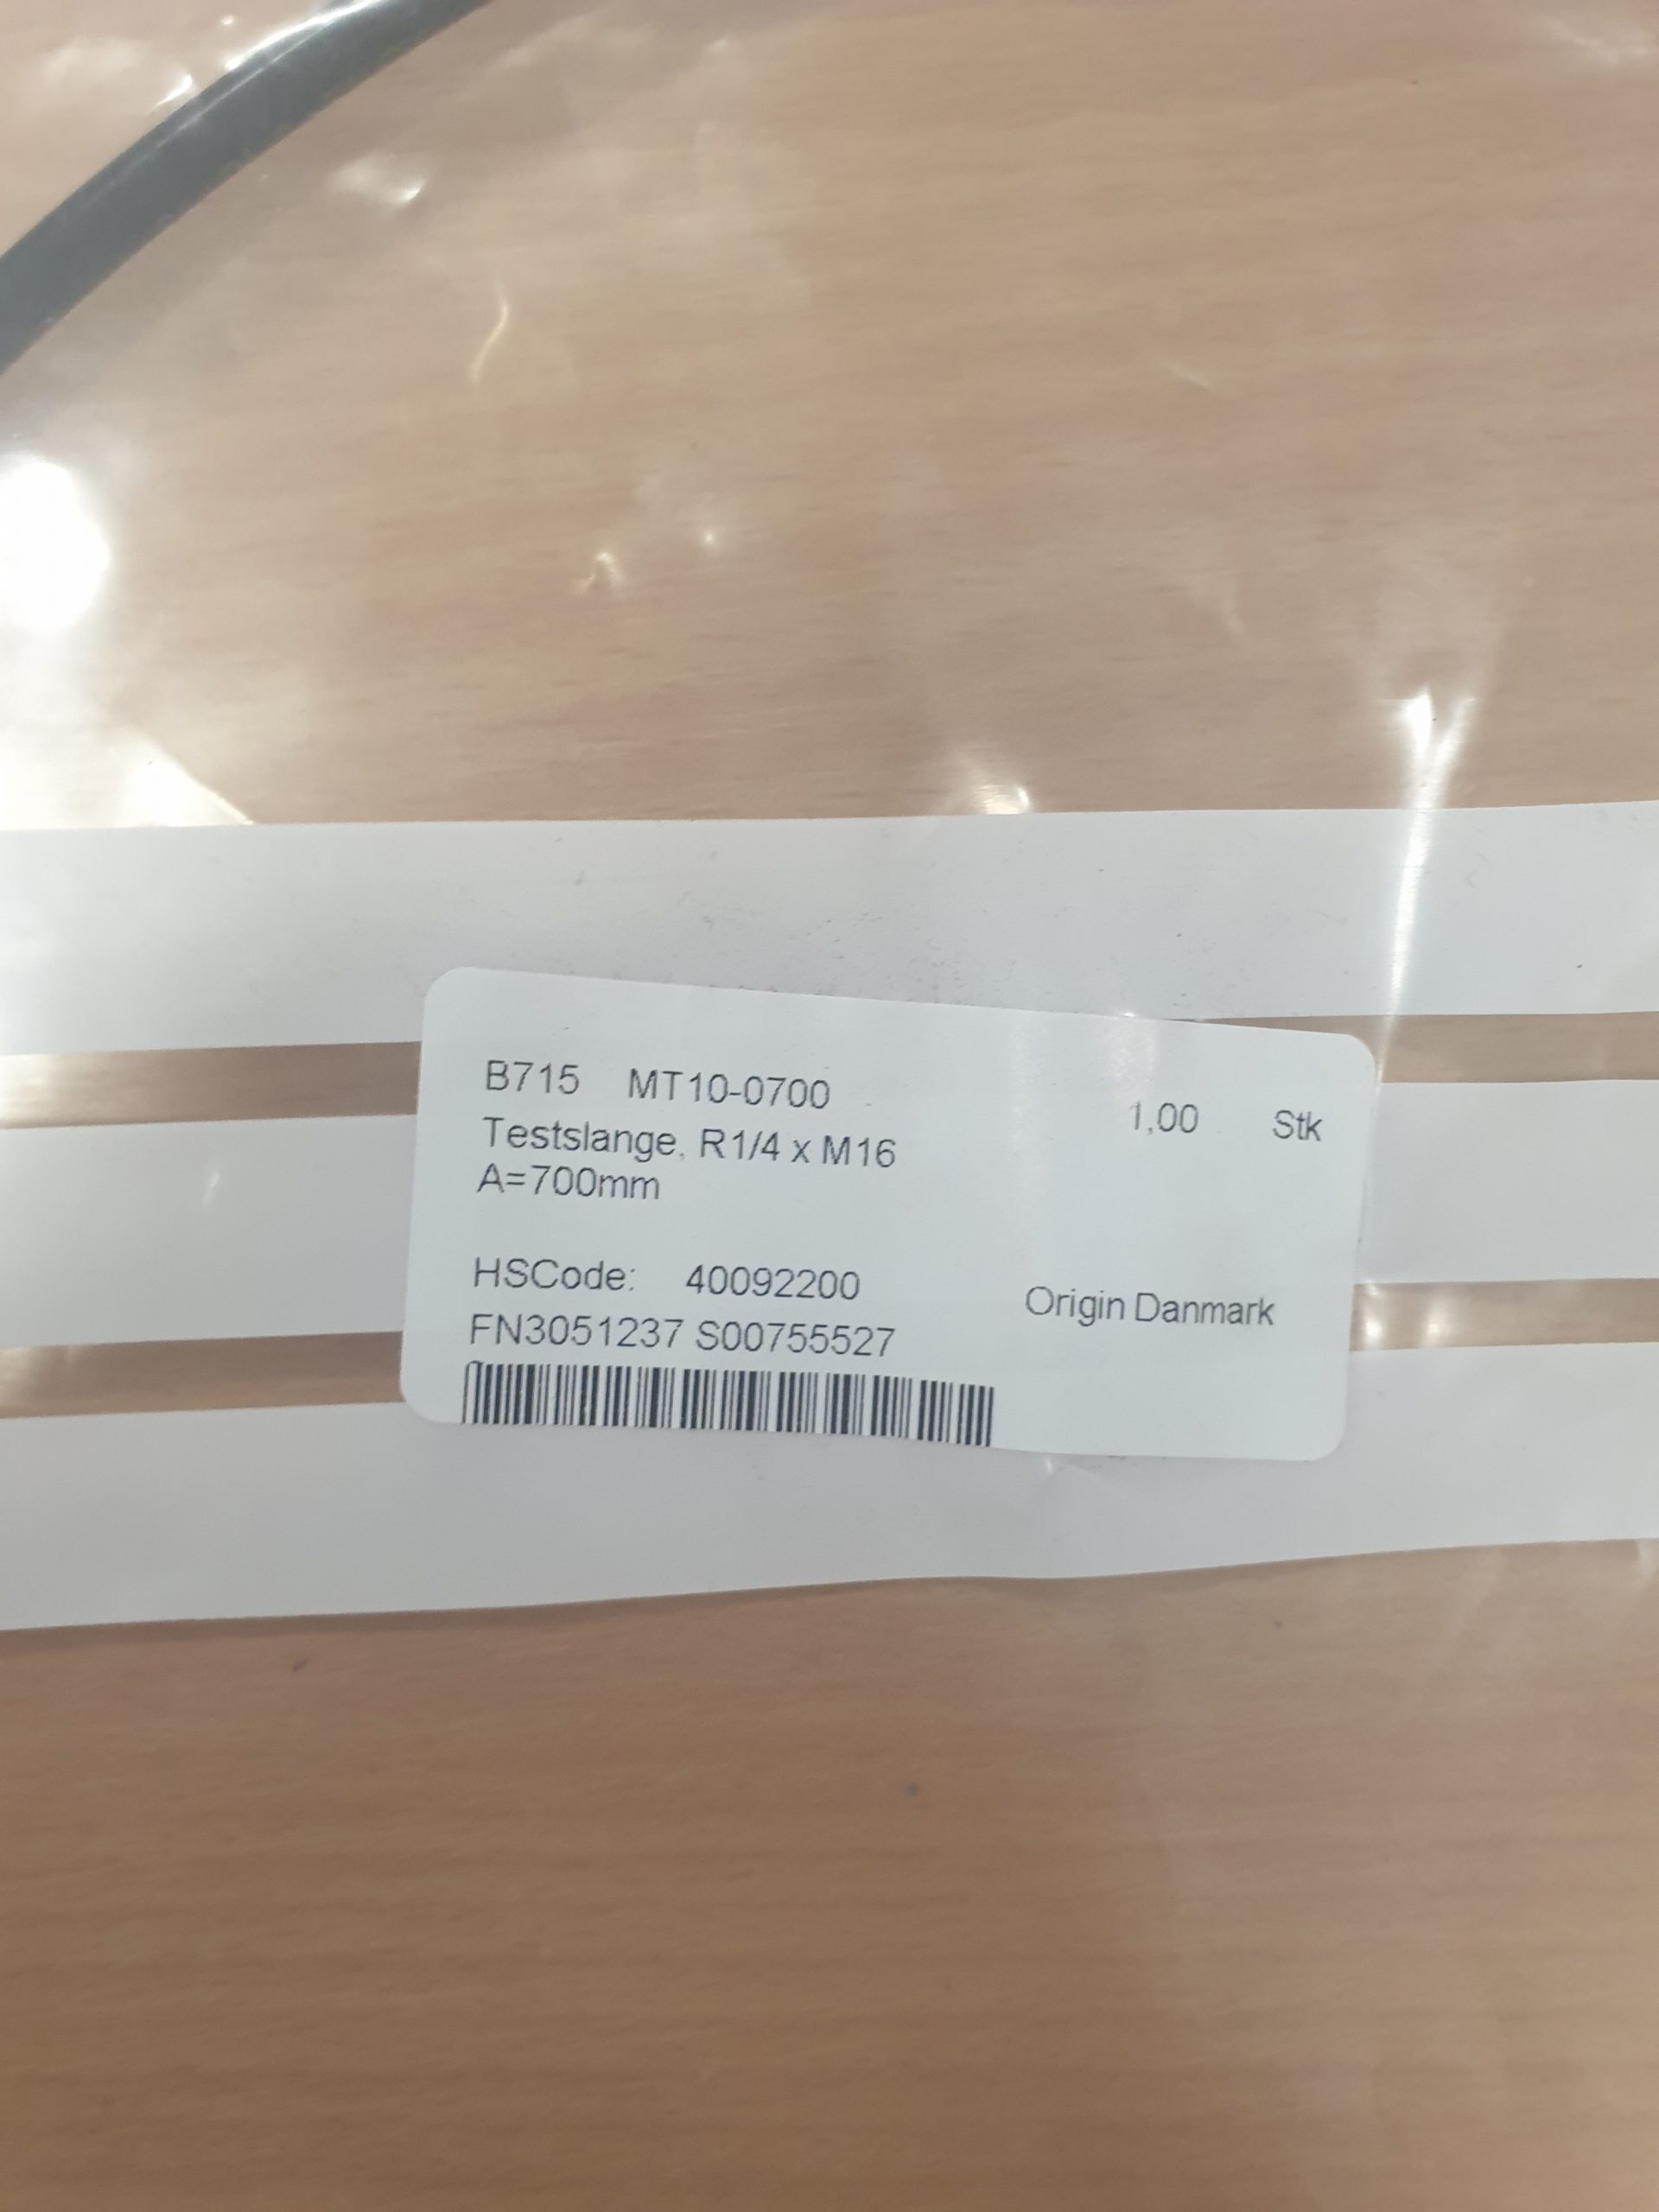 B715 MT10-0700 1,00 Stk
Testslange, R1/4 x M16
A=700mm
HSCode: 40092200 Origin Danmark
FN3051237 S00755527